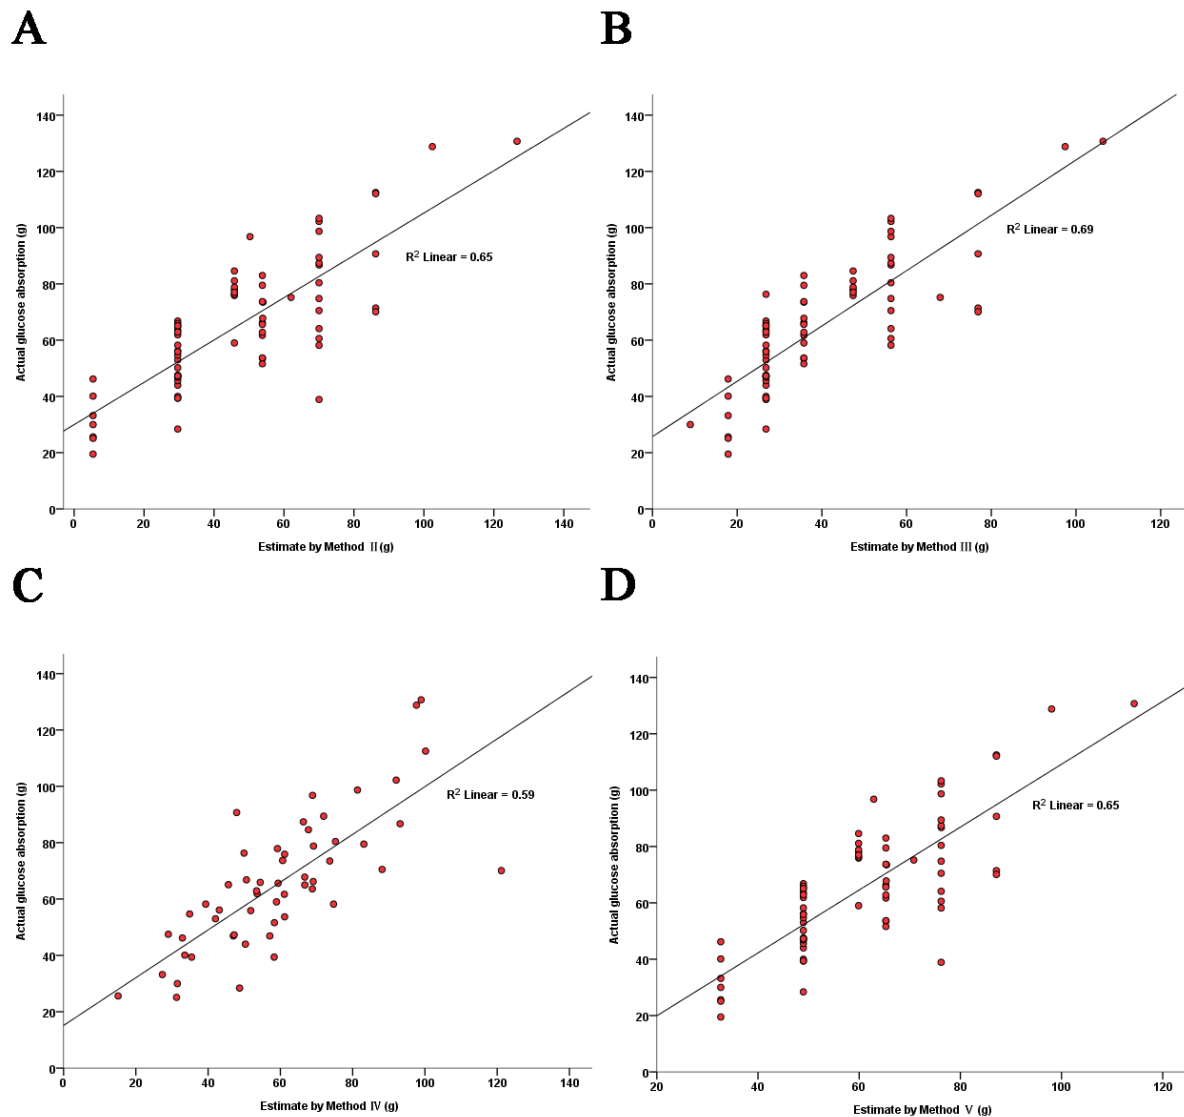 A
Actual glucose absorption (g)
140
120
100
80
60
40
20
0
R² Linear = 0.65
0 20 40 60 80 100 120 140
Estimate by Method Ⅱ (g)
B
Actual glucose absorption (g)
140
120
100
80
60
40
20
0
R² Linear = 0.69
0 20 40 60 80 100 120
Estimate by Method Ⅲ (g)
C
Actual glucose absorption (g)
140
120
100
80
60
40
20
0
R² Linear = 0.59
0 20 40 60 80 100 120 140
Estimate by Method Ⅳ (g)
D
Actual glucose absorption (g)
140
120
100
80
60
40
20
0
R² Linear = 0.65
20 40 60 80 100 120
Estimate by Method Ⅴ (g)